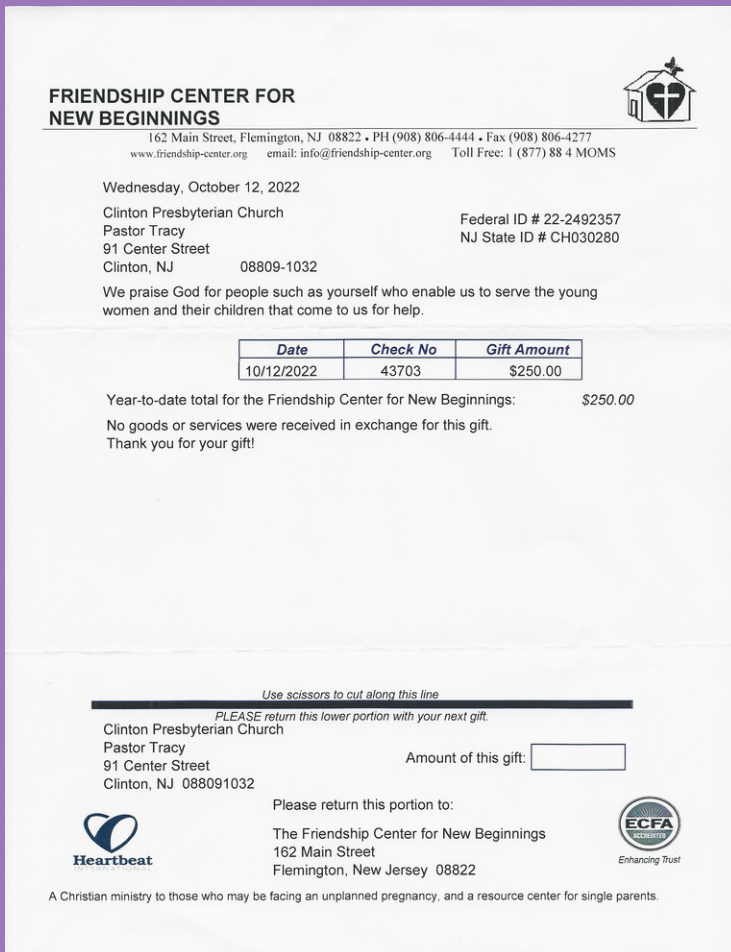 FRIENDSHIP CENTER FOR
NEW BEGINNINGS
162 Main Street, Flemington, NJ 08822 • PH (908) 806-4444 • Fax (908) 806-4277
www.friendship-center.org email: info@friendship-center.org Toll Free: 1 (877) 88 4 MOMS
Wednesday, October 12, 2022
Clinton Presbyterian Church
Pastor Tracy
91 Center Street
Clinton, NJ 08809-1032
Federal ID # 22-2492357
NJ State ID # CH030280
We praise God for people such as yourself who enable us to serve the young
women and their children that come to us for help.
Date Check No Gift Amount
10/12/2022 43703 $250.00
Year-to-date total for the Friendship Center for New Beginnings: $250.00
No goods or services were received in exchange for this gift.
Thank you for your gift!
Use scissors to cut along this line
PLEASE return this lower portion with your next gift.
Clinton Presbyterian Church
Pastor Tracy
91 Center Street
Clinton, NJ 088091032
Amount of this gift:
Please return this portion to:
The Friendship Center for New Beginnings
162 Main Street
Flemington, New Jersey 08822
Heartbeat
INTERNATIONAL
ECFA
ACCREDITED
Enhancing Trust
A Christian ministry to those who may be facing an unplanned pregnancy, and a resource center for single parents.